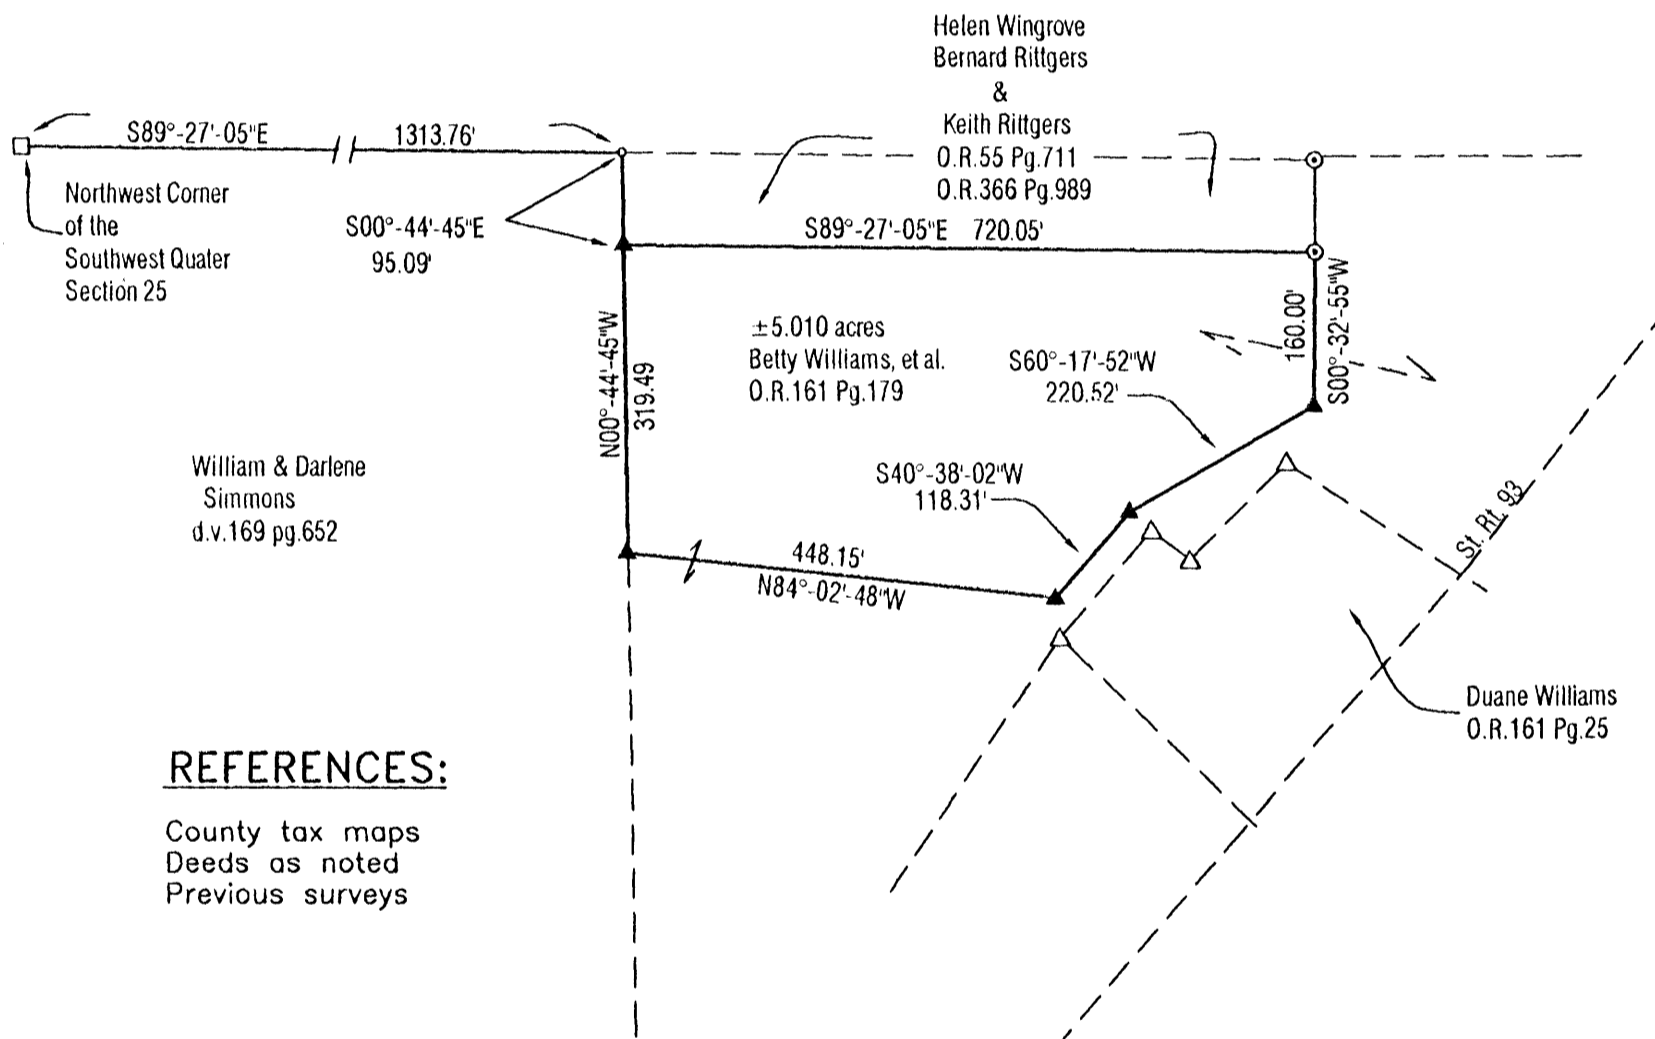 Helen Wingrove
Bernard Rittgers
&
Keith Rittgers
O.R.55 Pg.711
O.R.366 Pg.989
S89°-27'-05"E
1313.76'
Northwest Corner
of the
Southwest Quater
Section 25
S00°-44'-45"E
95.09'
S89°-27'-05"E 720.05'
N00°-44'-45"W
319.49
±5.010 acres
Betty Williams, et al.
O.R.161 Pg.179
160.00'
S00°-32'-55"W
S60°-17'-52"W
220.52'
S40°-38'-02"W
118.31'
448.15'
N84°-02'-48"W
William & Darlene
Simmons
d.v.169 pg.652
St. Rt. 93
Duane Williams
O.R.161 Pg.25
REFERENCES:
County tax maps
Deeds as noted
Previous surveys